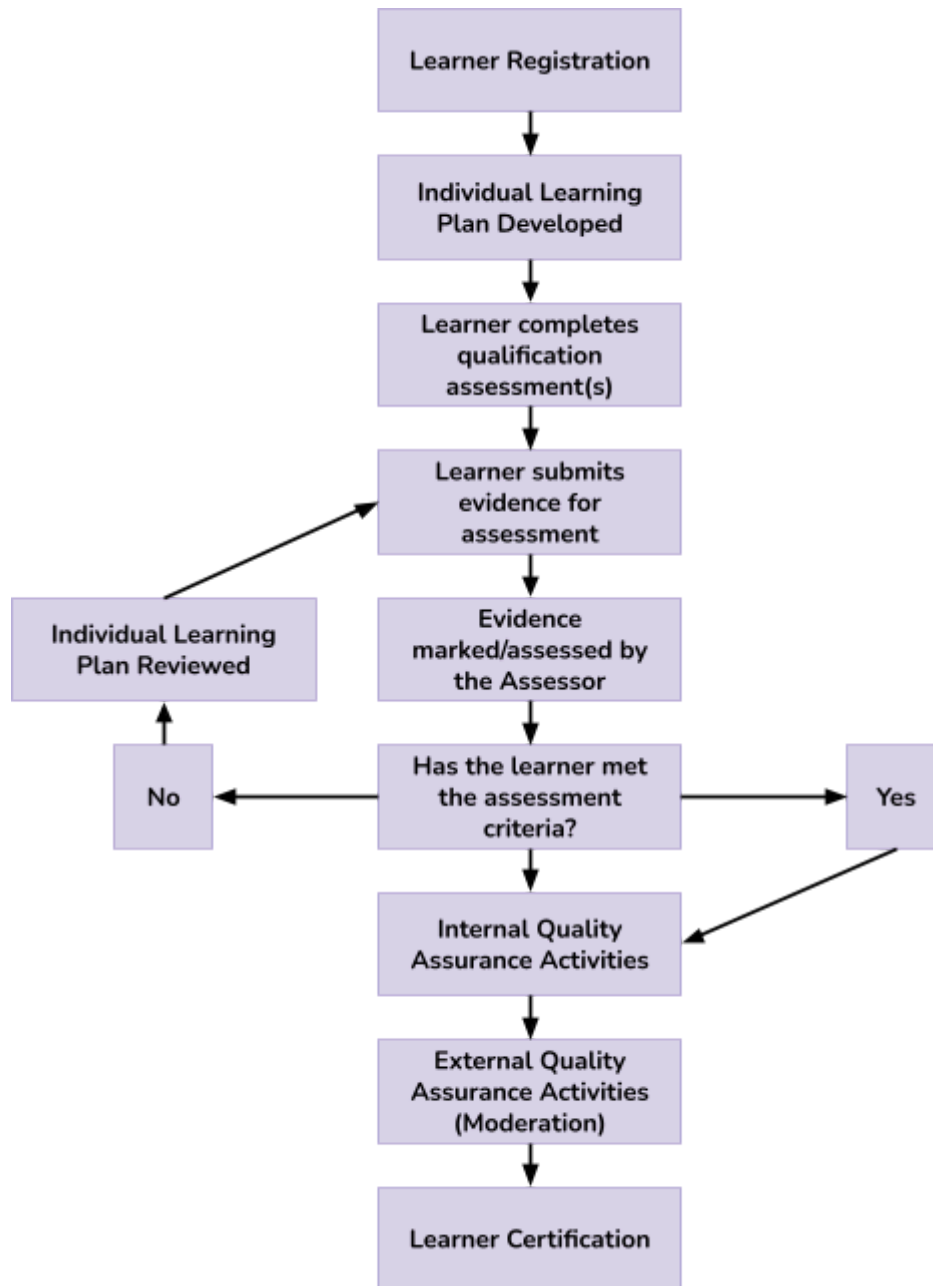 Learner Registration
Individual Learning
Plan Developed
Learner completes
qualification
assessment(s)
Learner submits
evidence for
assessment
Individual Learning
Plan Reviewed
Evidence
marked/assessed by
the Assessor
No
Has the learner met
the assessment
criteria?
Yes
Internal Quality
Assurance Activities
External Quality
Assurance Activities
(Moderation)
Learner Certification